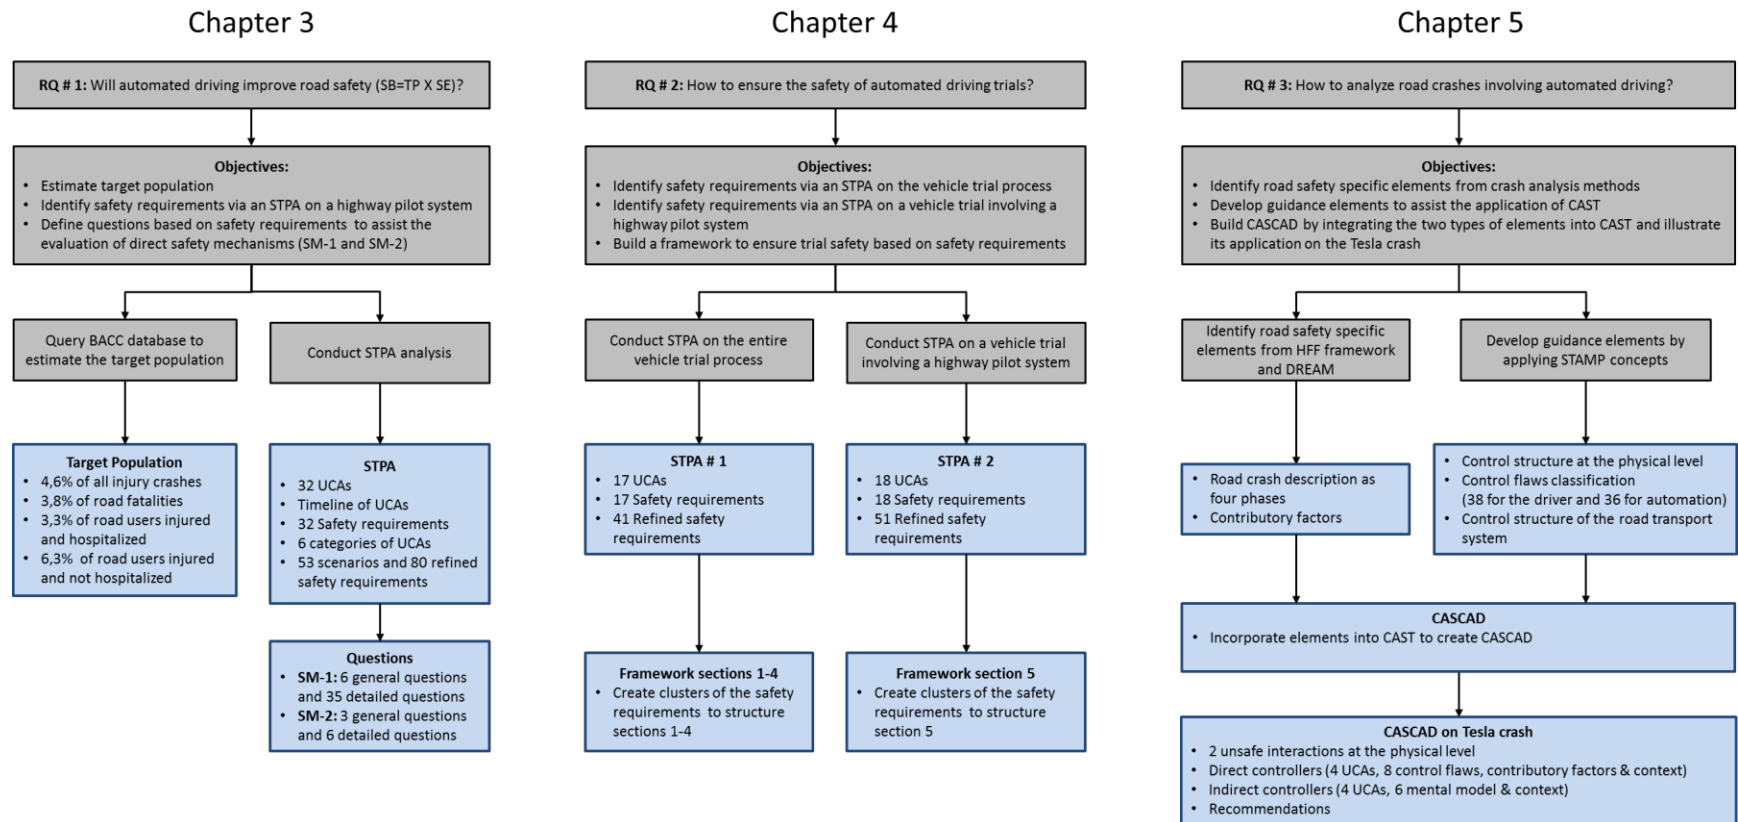 Chapter 3
RQ # 1: Will automated driving improve road safety (SB=TP X SE)?
Objectives:
• Estimate target population
• Identify safety requirements via an STPA on a highway pilot system
• Define questions based on safety requirements to assist the
evaluation of direct safety mechanisms (SM-1 and SM-2)
Query BACC database to
estimate the target population
Conduct STPA analysis
Target Population
• 4,6% of all injury crashes
• 3,8% of road fatalities
• 3,3% of road users injured
and hospitalized
• 6,3% of road users injured
and not hospitalized
STPA
• 32 UCAs
• Timeline of UCAs
• 32 Safety requirements
• 6 categories of UCAs
• 53 scenarios and 80 refined
safety requirements
Questions
• SM-1: 6 general questions
and 35 detailed questions
• SM-2: 3 general questions
and 6 detailed questions
Chapter 4
RQ # 2: How to ensure the safety of automated driving trials?
Objectives:
• Identify safety requirements via an STPA on the vehicle trial process
• Identify safety requirements via an STPA on a vehicle trial involving a
highway pilot system
• Build a framework to ensure trial safety based on safety requirements
Conduct STPA on the entire
vehicle trial process
Conduct STPA on a vehicle trial
involving a highway pilot system
STPA # 1
• 17 UCAs
• 17 Safety requirements
• 41 Refined safety
requirements
STPA # 2
• 18 UCAs
• 18 Safety requirements
• 51 Refined safety
requirements
Framework sections 1-4
• Create clusters of the safety
requirements to structure
sections 1-4
Framework section 5
• Create clusters of the safety
requirements to structure
section 5
Chapter 5
RQ # 3: How to analyze road crashes involving automated driving?
Objectives:
• Identify road safety specific elements from crash analysis methods
• Develop guidance elements to assist the application of CAST
• Build CASCAD by integrating the two types of elements into CAST and illustrate
its application on the Tesla crash
Identify road safety specific
elements from HFF framework
and DREAM
Develop guidance elements by
applying STAMP concepts
• Road crash description as
four phases
• Contributory factors
• Control structure at the physical level
• Control flaws classification
(38 for the driver and 36 for automation)
• Control structure of the road transport
system
CASCAD
• Incorporate elements into CAST to create CASCAD
CASCAD on Tesla crash
• 2 unsafe interactions at the physical level
• Direct controllers (4 UCAs, 8 control flaws, contributory factors & context)
• Indirect controllers (4 UCAs, 6 mental model & context)
• Recommendations